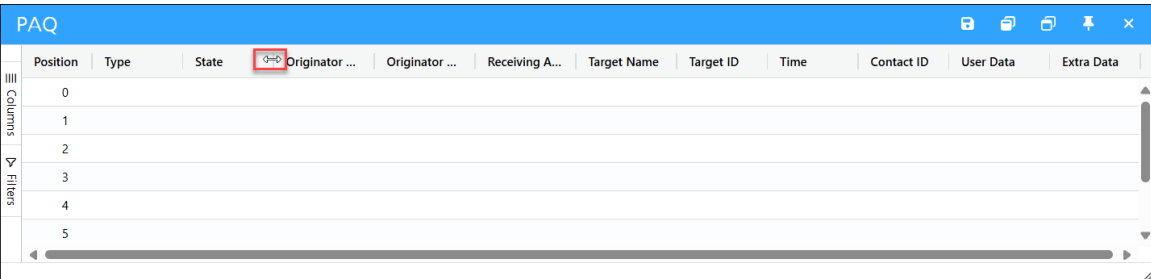 PAQ
Position Type State Originator ... Originator ... Receiving A... Target Name Target ID Time Contact ID User Data Extra Data
Columns
Filters
0
1
2
3
4
5